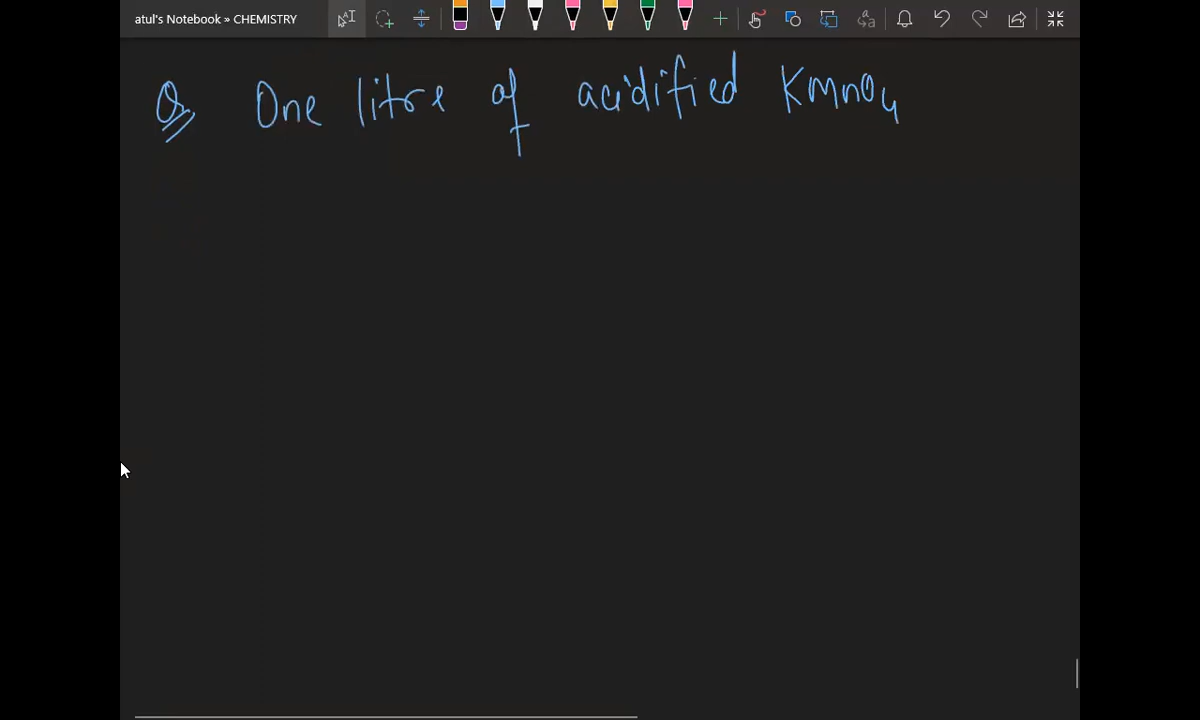 atul's Notebook » CHEMISTRY
Q One litre of acidified KMnO4